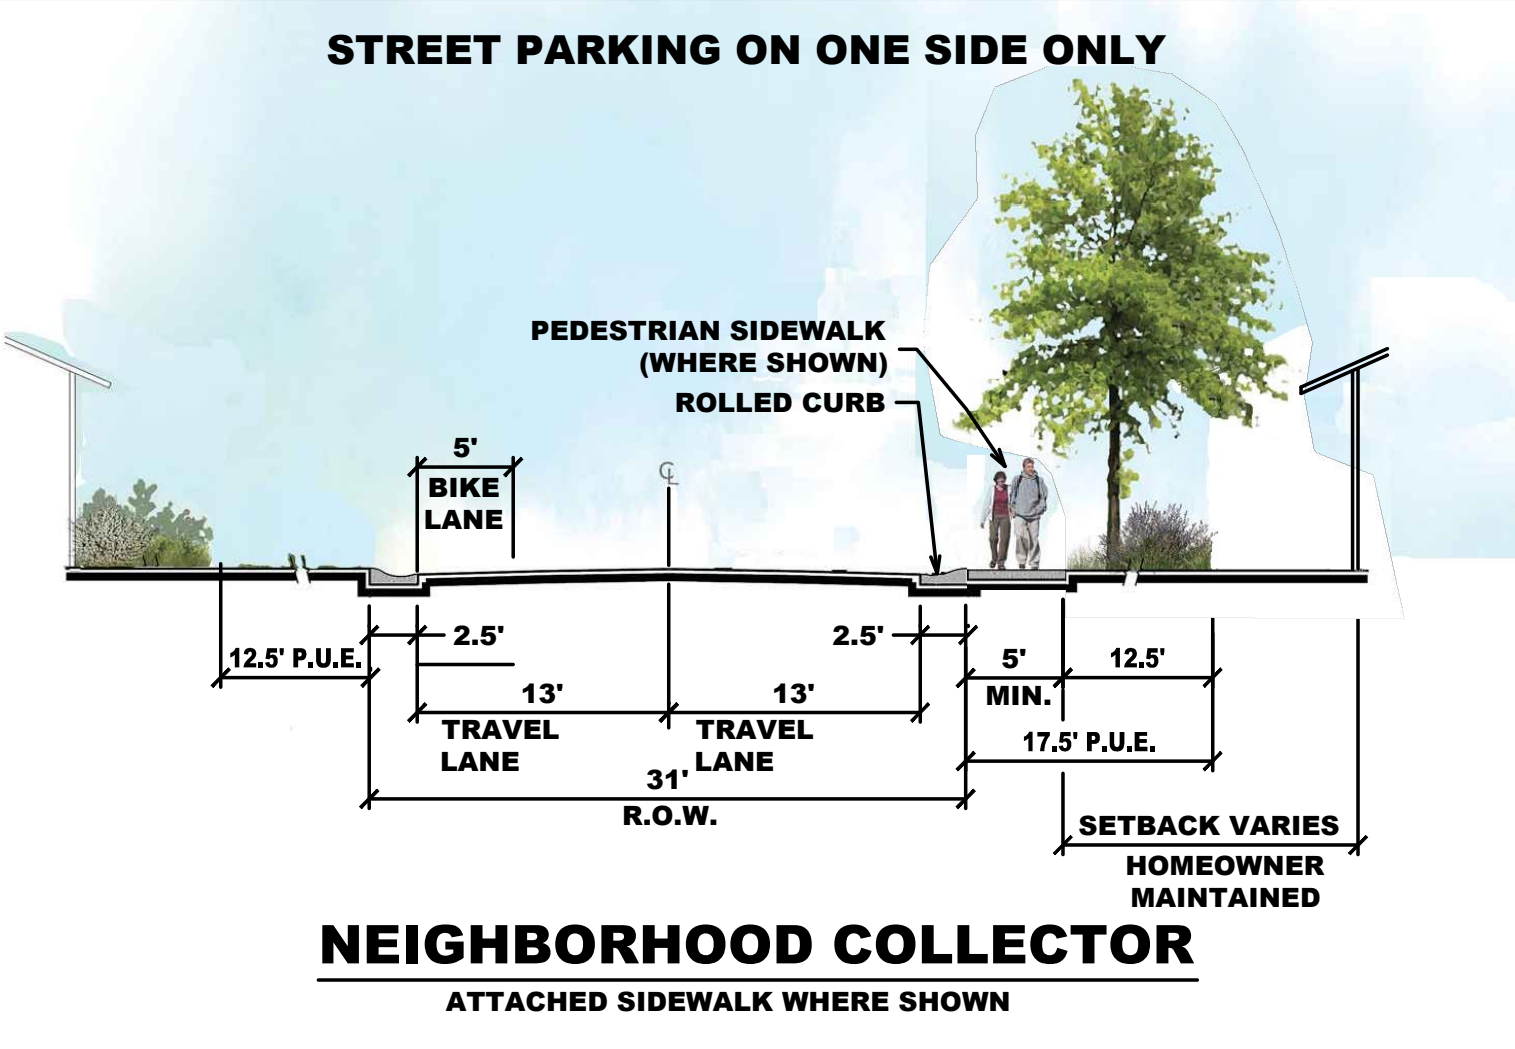 STREET PARKING ON ONE SIDE ONLY
PEDESTRIAN SIDEWALK
(WHERE SHOWN)
ROLLED CURB
5'
BIKE
LANE
CL
2.5'
2.5'
12.5' P.U.E.
5'
MIN.
12.5'
13'
TRAVEL
LANE
13'
TRAVEL
LANE
17.5' P.U.E.
31'
R.O.W.
SETBACK VARIES
HOMEOWNER
MAINTAINED
NEIGHBORHOOD COLLECTOR
ATTACHED SIDEWALK WHERE SHOWN